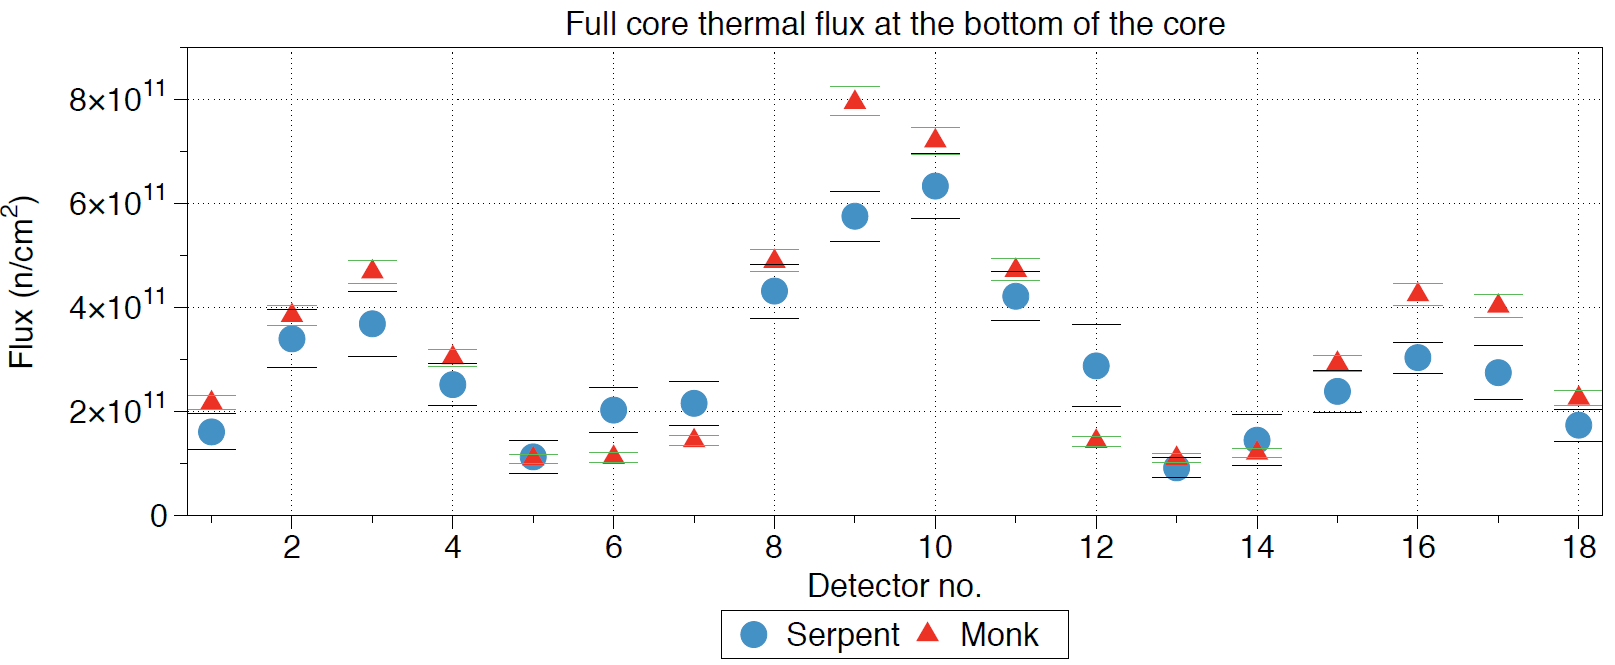 Full core thermal flux at the bottom of the core
8×10¹¹
6×10¹¹
4×10¹¹
2×10¹¹
0
Flux (n/cm²)
2 4 6 8 10 12 14 16 18
Detector no.
Serpent Monk